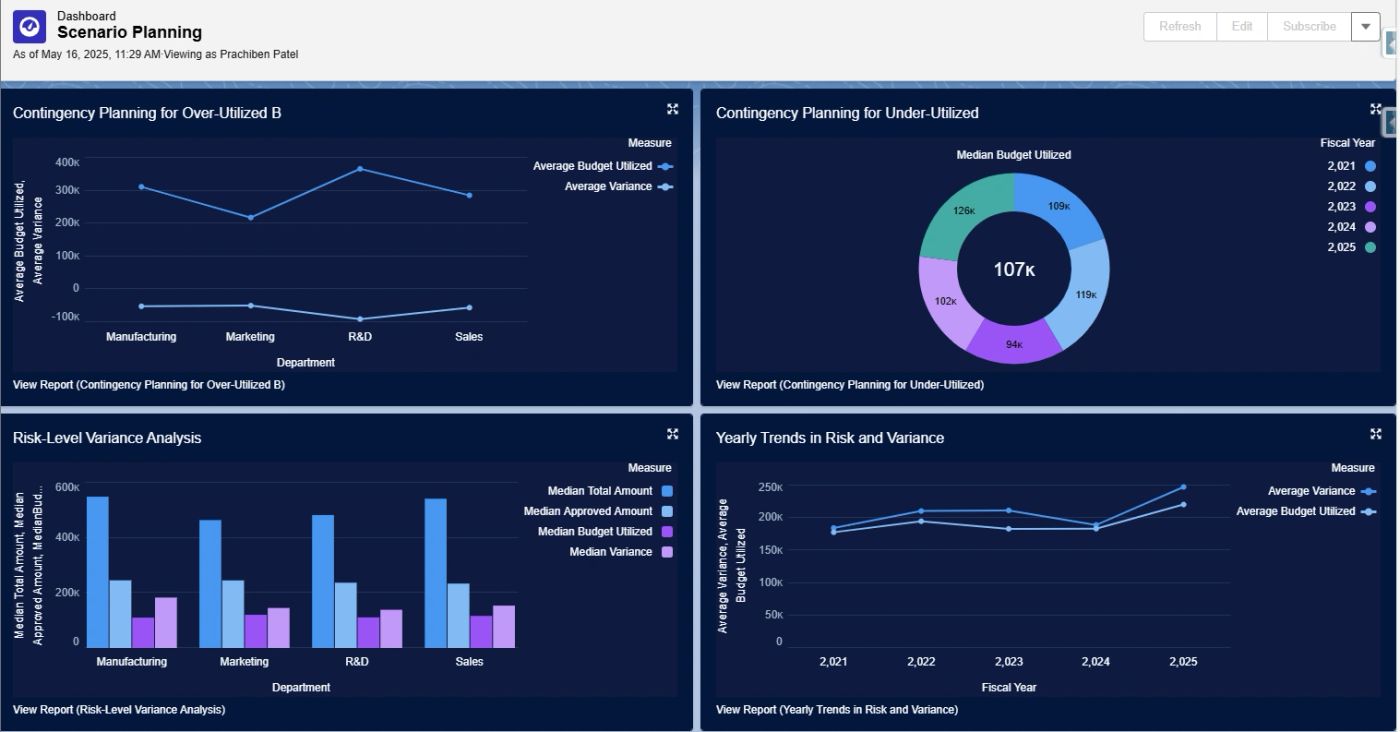 Dashboard
Scenario Planning
As of May 16, 2025, 11:29 AM·Viewing as Prachiben Patel
Refresh
Edit
Subscribe
Contingency Planning for Over-Utilized B
Measure
Average Budget Utilized
Average Variance
Average Budget Utilized,
Average Variance
400K
300K
200K
100K
0
-100K
Manufacturing
Marketing
R&D
Sales
Department
View Report (Contingency Planning for Over-Utilized B)
Contingency Planning for Under-Utilized
Median Budget Utilized
Fiscal Year
2,021
2,022
2,023
2,024
2,025
109K
119K
94K
102K
126K
107K
View Report (Contingency Planning for Under-Utilized)
Risk-Level Variance Analysis
Measure
Median Total Amount
Median Approved Amount
Median Budget Utilized
Median Variance
Median Total Amount, Median
Approved Amount, MedianBud...
600K
400K
200K
0
Manufacturing
Marketing
R&D
Sales
Department
View Report (Risk-Level Variance Analysis)
Yearly Trends in Risk and Variance
Measure
Average Variance
Average Budget Utilized
Average Variance, Average
Budget Utilized
250K
200K
150K
100K
50K
0
2,021
2,022
2,023
2,024
2,025
Fiscal Year
View Report (Yearly Trends in Risk and Variance)